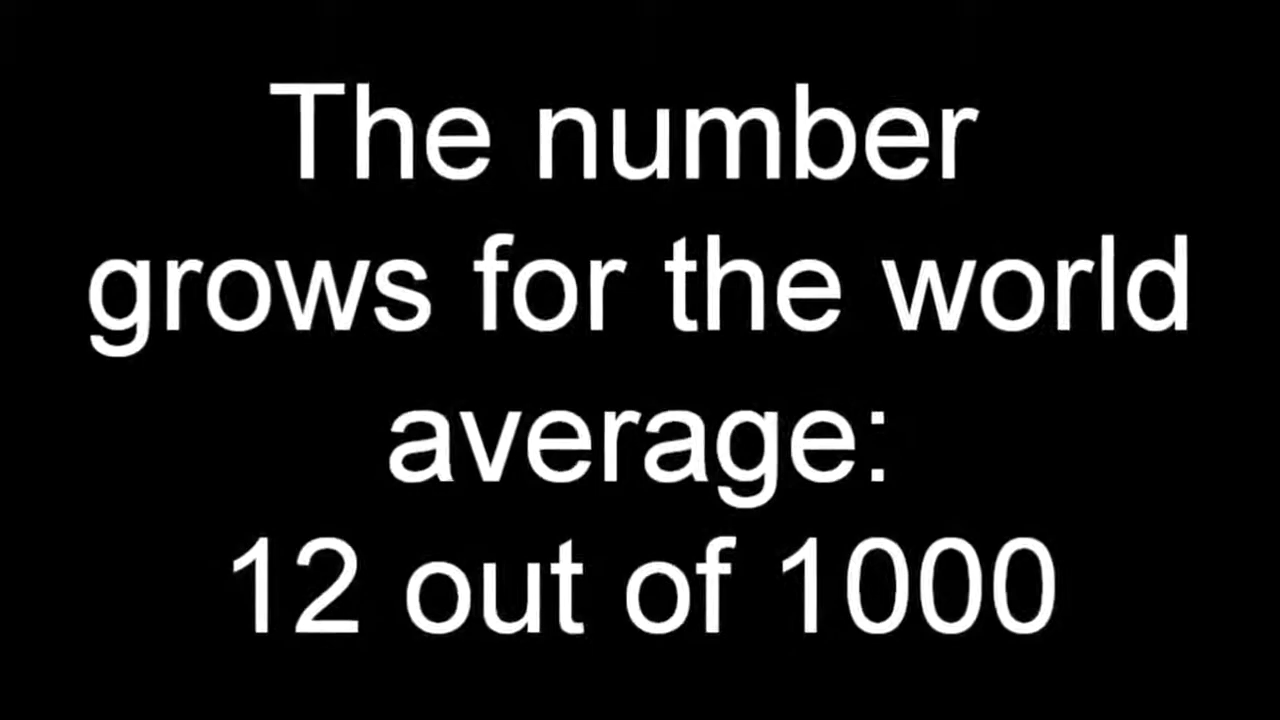 The number
grows for the world
average:
12 out of 1000